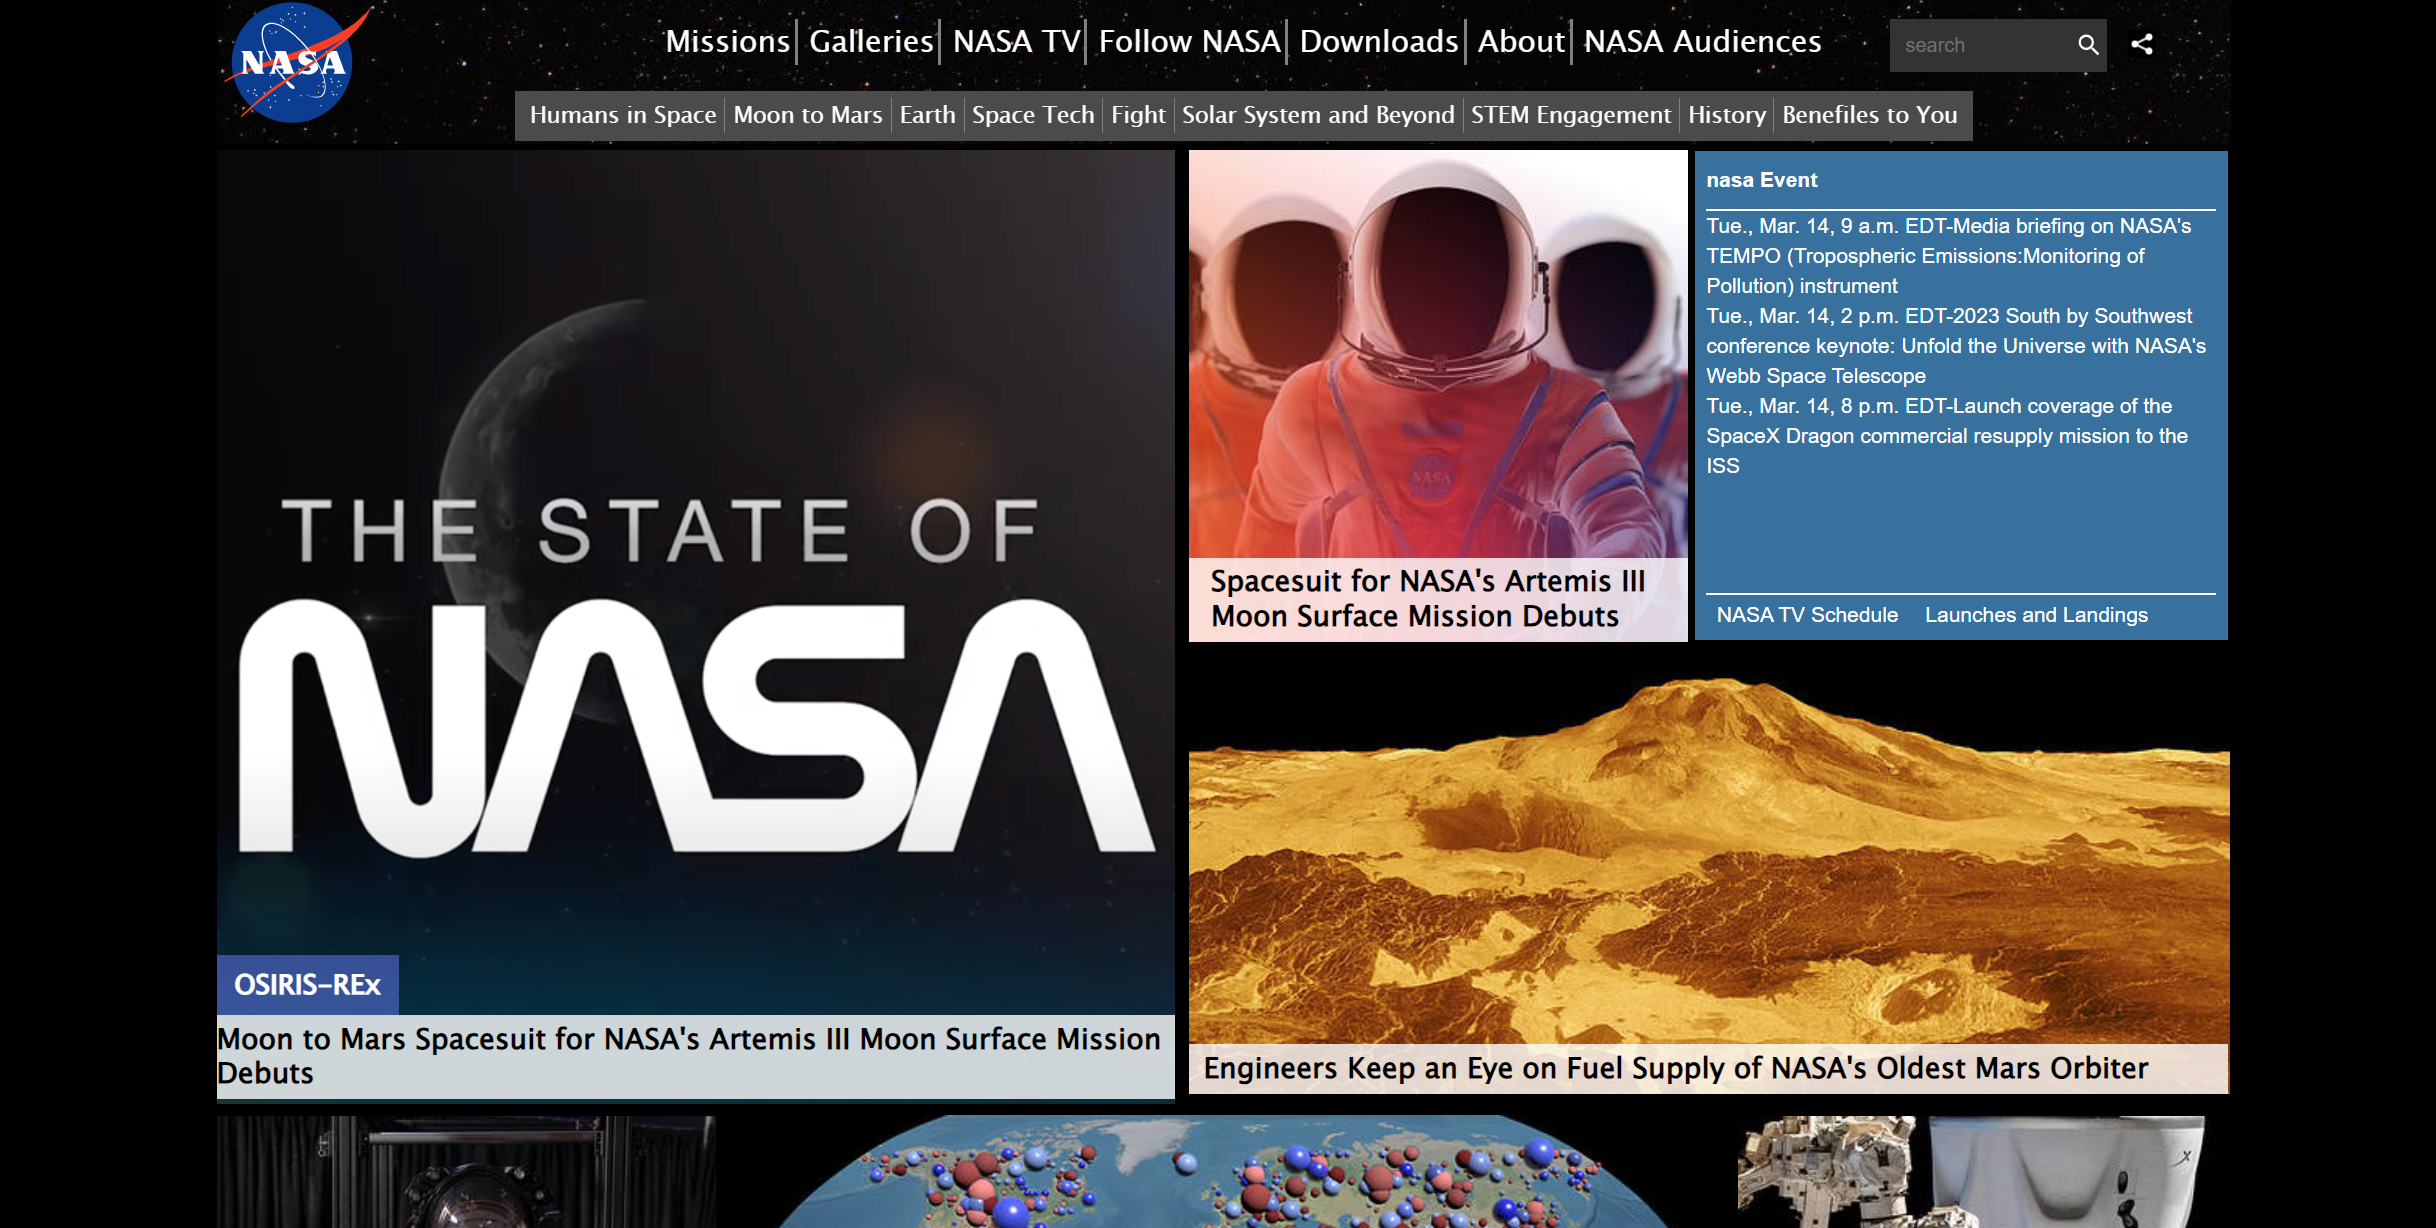 NASA
Missions Galleries NASA TV Follow NASA Downloads About NASA Audiences
search
Humans in Space Moon to Mars Earth Space Tech Fight Solar System and Beyond STEM Engagement History Benefiles to You
THE STATE OF
NASA
OSIRIS-REx
Moon to Mars Spacesuit for NASA's Artemis III Moon Surface Mission
Debuts
NASA
Spacesuit for NASA's Artemis III
Moon Surface Mission Debuts
nasa Event
Tue., Mar. 14, 9 a.m. EDT-Media briefing on NASA's
TEMPO (Tropospheric Emissions:Monitoring of
Pollution) instrument
Tue., Mar. 14, 2 p.m. EDT-2023 South by Southwest
conference keynote: Unfold the Universe with NASA's
Webb Space Telescope
Tue., Mar. 14, 8 p.m. EDT-Launch coverage of the
SpaceX Dragon commercial resupply mission to the
ISS
NASA TV Schedule Launches and Landings
Engineers Keep an Eye on Fuel Supply of NASA's Oldest Mars Orbiter